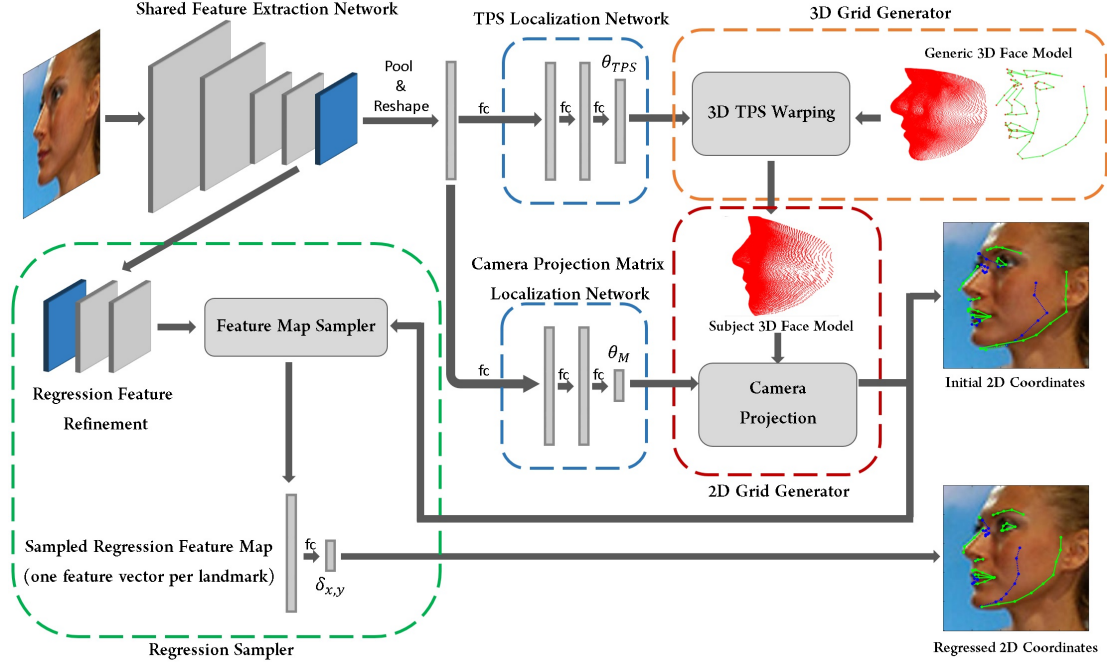 Shared Feature Extraction Network
TPS Localization Network
3D Grid Generator
Pool
&
Reshape
fc
fc
fc
θ_TPS
3D TPS Warping
Generic 3D Face Model
Camera Projection Matrix
Localization Network
fc
fc
fc
θ_M
Subject 3D Face Model
Camera
Projection
2D Grid Generator
Initial 2D Coordinates
Feature Map Sampler
Regression Feature
Refinement
Sampled Regression Feature Map
(one feature vector per landmark)
fc
δ_x,y
Regression Sampler
Regressed 2D Coordinates